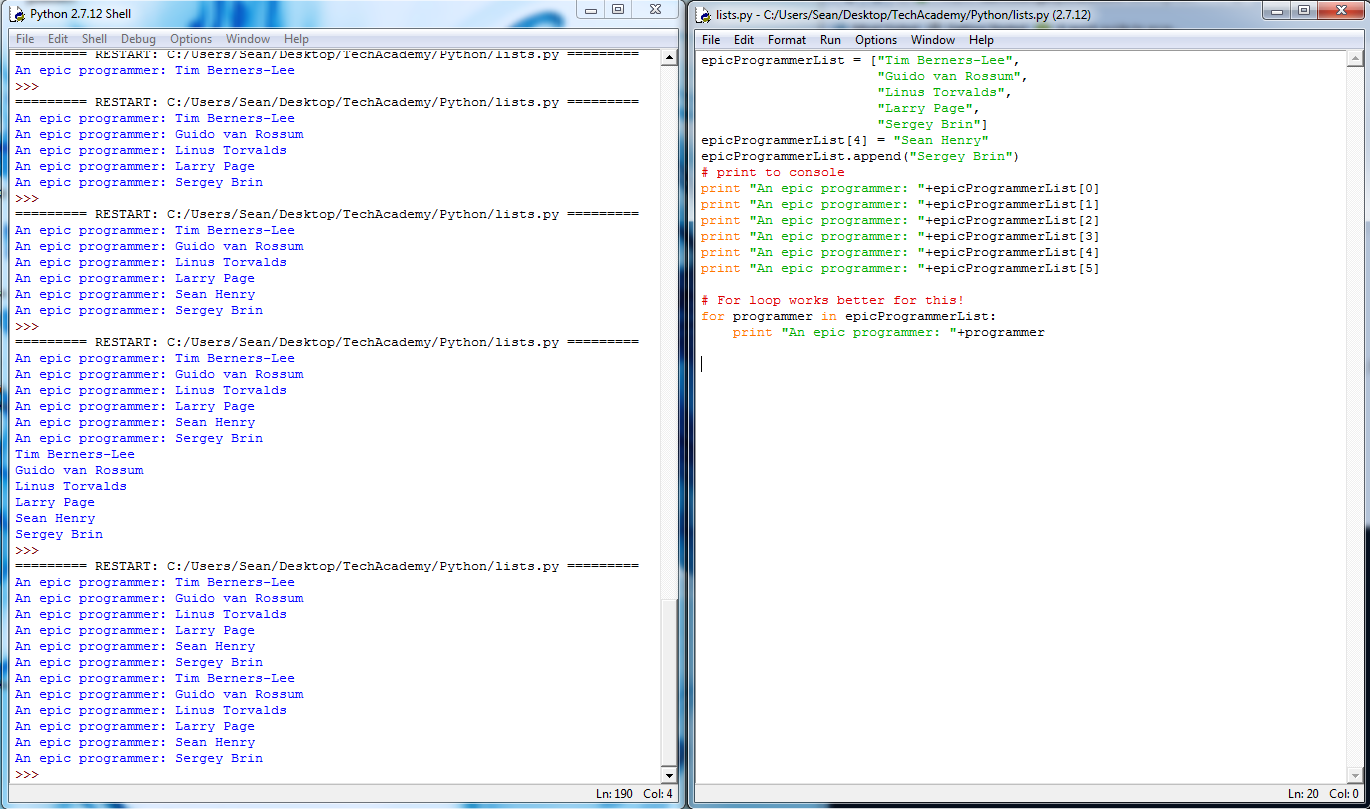 Python 2.7.12 Shell
File Edit Shell Debug Options Window Help
========= RESTART: C:/Users/Sean/Desktop/TechAcademy/Python/lists.py =========
An epic programmer: Tim Berners-Lee
>>>
========= RESTART: C:/Users/Sean/Desktop/TechAcademy/Python/lists.py =========
An epic programmer: Tim Berners-Lee
An epic programmer: Guido van Rossum
An epic programmer: Linus Torvalds
An epic programmer: Larry Page
An epic programmer: Sergey Brin
>>>
========= RESTART: C:/Users/Sean/Desktop/TechAcademy/Python/lists.py =========
An epic programmer: Tim Berners-Lee
An epic programmer: Guido van Rossum
An epic programmer: Linus Torvalds
An epic programmer: Larry Page
An epic programmer: Sean Henry
An epic programmer: Sergey Brin
>>>
========= RESTART: C:/Users/Sean/Desktop/TechAcademy/Python/lists.py =========
An epic programmer: Tim Berners-Lee
An epic programmer: Guido van Rossum
An epic programmer: Linus Torvalds
An epic programmer: Larry Page
An epic programmer: Sean Henry
An epic programmer: Sergey Brin
Tim Berners-Lee
Guido van Rossum
Linus Torvalds
Larry Page
Sean Henry
Sergey Brin
>>>
========= RESTART: C:/Users/Sean/Desktop/TechAcademy/Python/lists.py =========
An epic programmer: Tim Berners-Lee
An epic programmer: Guido van Rossum
An epic programmer: Linus Torvalds
An epic programmer: Larry Page
An epic programmer: Sean Henry
An epic programmer: Sergey Brin
An epic programmer: Tim Berners-Lee
An epic programmer: Guido van Rossum
An epic programmer: Linus Torvalds
An epic programmer: Larry Page
An epic programmer: Sean Henry
An epic programmer: Sergey Brin
>>>
Ln: 190 Col: 4
lists.py - C:/Users/Sean/Desktop/TechAcademy/Python/lists.py (2.7.12)
File Edit Format Run Options Window Help
epicProgrammerList = ["Tim Berners-Lee",
                      "Guido van Rossum",
                      "Linus Torvalds",
                      "Larry Page",
                      "Sergey Brin"]
epicProgrammerList[4] = "Sean Henry"
epicProgrammerList.append("Sergey Brin")
# print to console
print "An epic programmer: "+epicProgrammerList[0]
print "An epic programmer: "+epicProgrammerList[1]
print "An epic programmer: "+epicProgrammerList[2]
print "An epic programmer: "+epicProgrammerList[3]
print "An epic programmer: "+epicProgrammerList[4]
print "An epic programmer: "+epicProgrammerList[5]
# For loop works better for this!
for programmer in epicProgrammerList:
    print "An epic programmer: "+programmer
Ln: 20 Col: 0